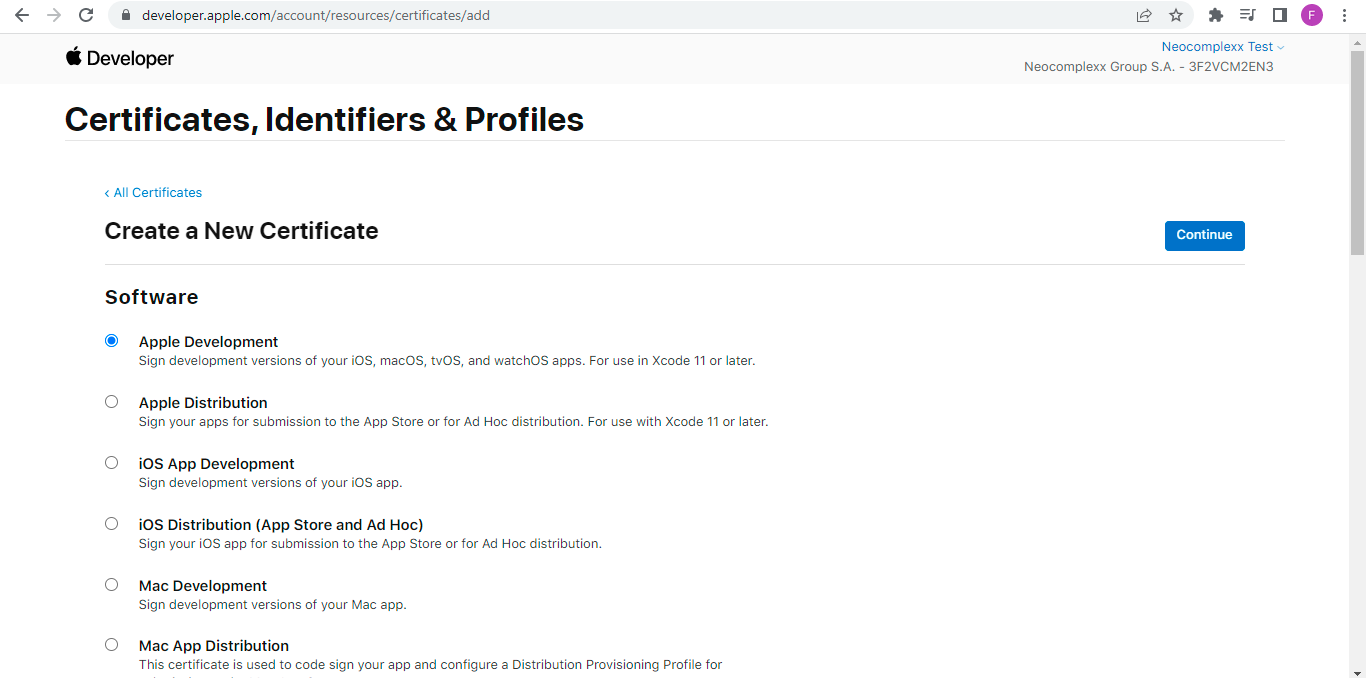 developer.apple.com/account/resources/certificates/add
F
Developer
Neocomplexx Test
Neocomplexx Group S.A. - 3F2VCM2EN3
Certificates, Identifiers & Profiles
‹ All Certificates
Create a New Certificate
Continue
Software
Apple Development
Sign development versions of your iOS, macOS, tvOS, and watchOS apps. For use in Xcode 11 or later.
Apple Distribution
Sign your apps for submission to the App Store or for Ad Hoc distribution. For use with Xcode 11 or later.
iOS App Development
Sign development versions of your iOS app.
iOS Distribution (App Store and Ad Hoc)
Sign your iOS app for submission to the App Store or for Ad Hoc distribution.
Mac Development
Sign development versions of your Mac app.
Mac App Distribution
This certificate is used to code sign your app and configure a Distribution Provisioning Profile for